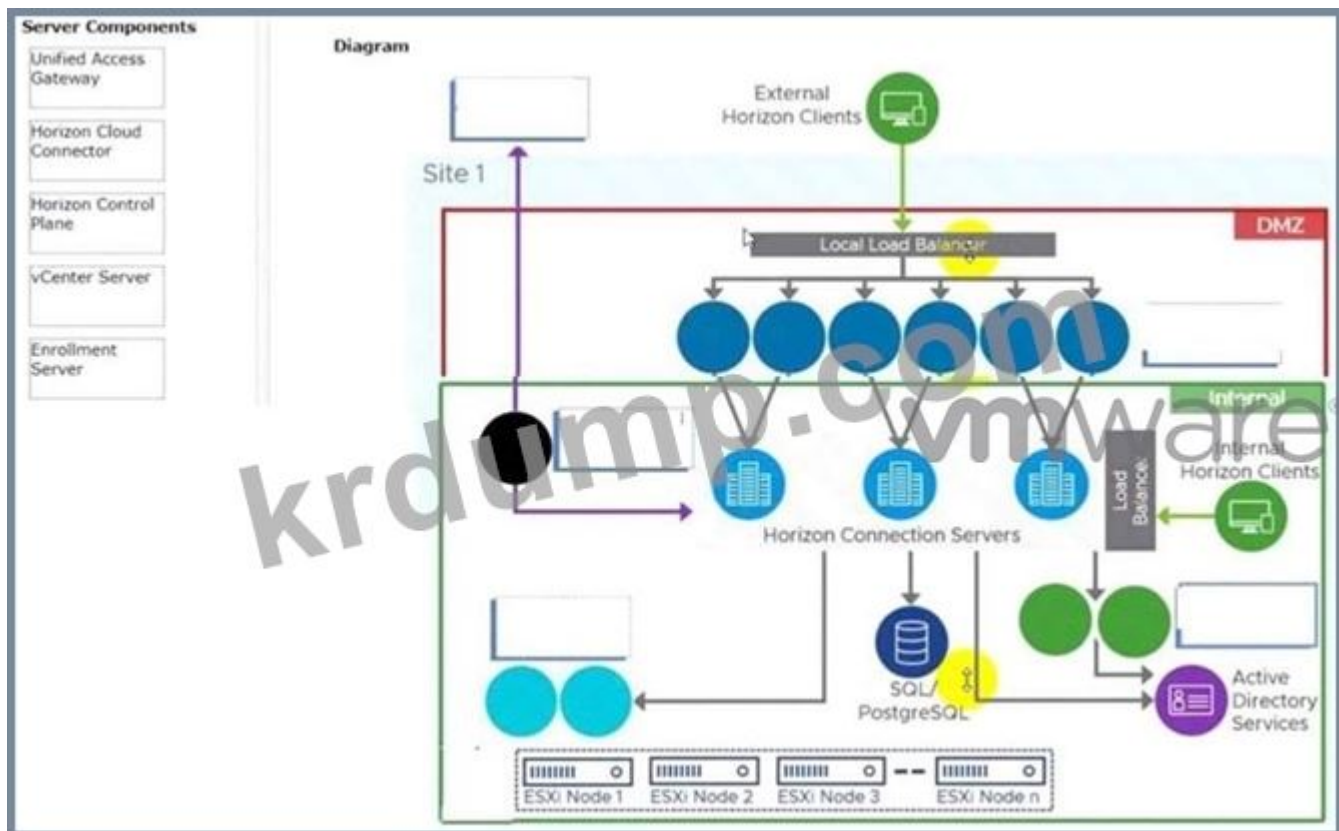 Server Components
Unified Access
Gateway
Horizon Cloud
Connector
Horizon Control
Plane
vCenter Server
Enrollment
Server
Diagram
External
Horizon Clients
Site 1
DMZ
Local Load Balancer
Internal
krdump.com
vmware®
Internal
Horizon Clients
Load
Balance:
Horizon Connection Servers
SQL/
PostgreSQL
Active
Directory
Services
ESXi Node 1
ESXi Node 2
ESXi Node 3
ESXi Node n